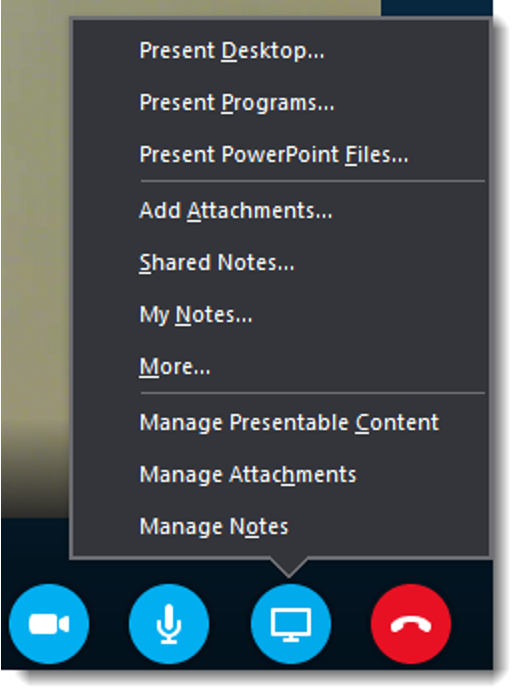 Present Desktop...
Present Programs...
Present PowerPoint Files...
Add Attachments...
Shared Notes...
My Notes...
More...
Manage Presentable Content
Manage Attachments
Manage Notes